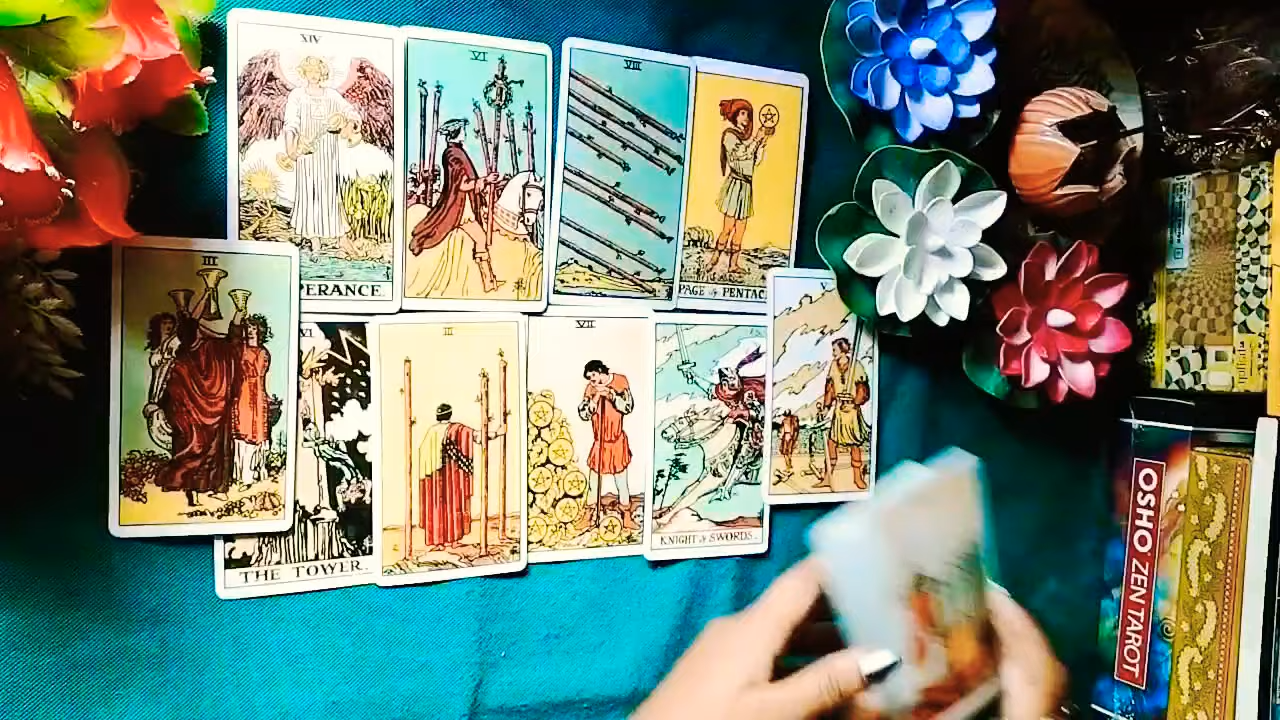 XIV
VI
VIII
PERANCE.
PAGE of PENTAC
III
VI
THE TOWER.
III
VII
KNIGHT of SWORDS.
V
OSHO ZEN TAROT